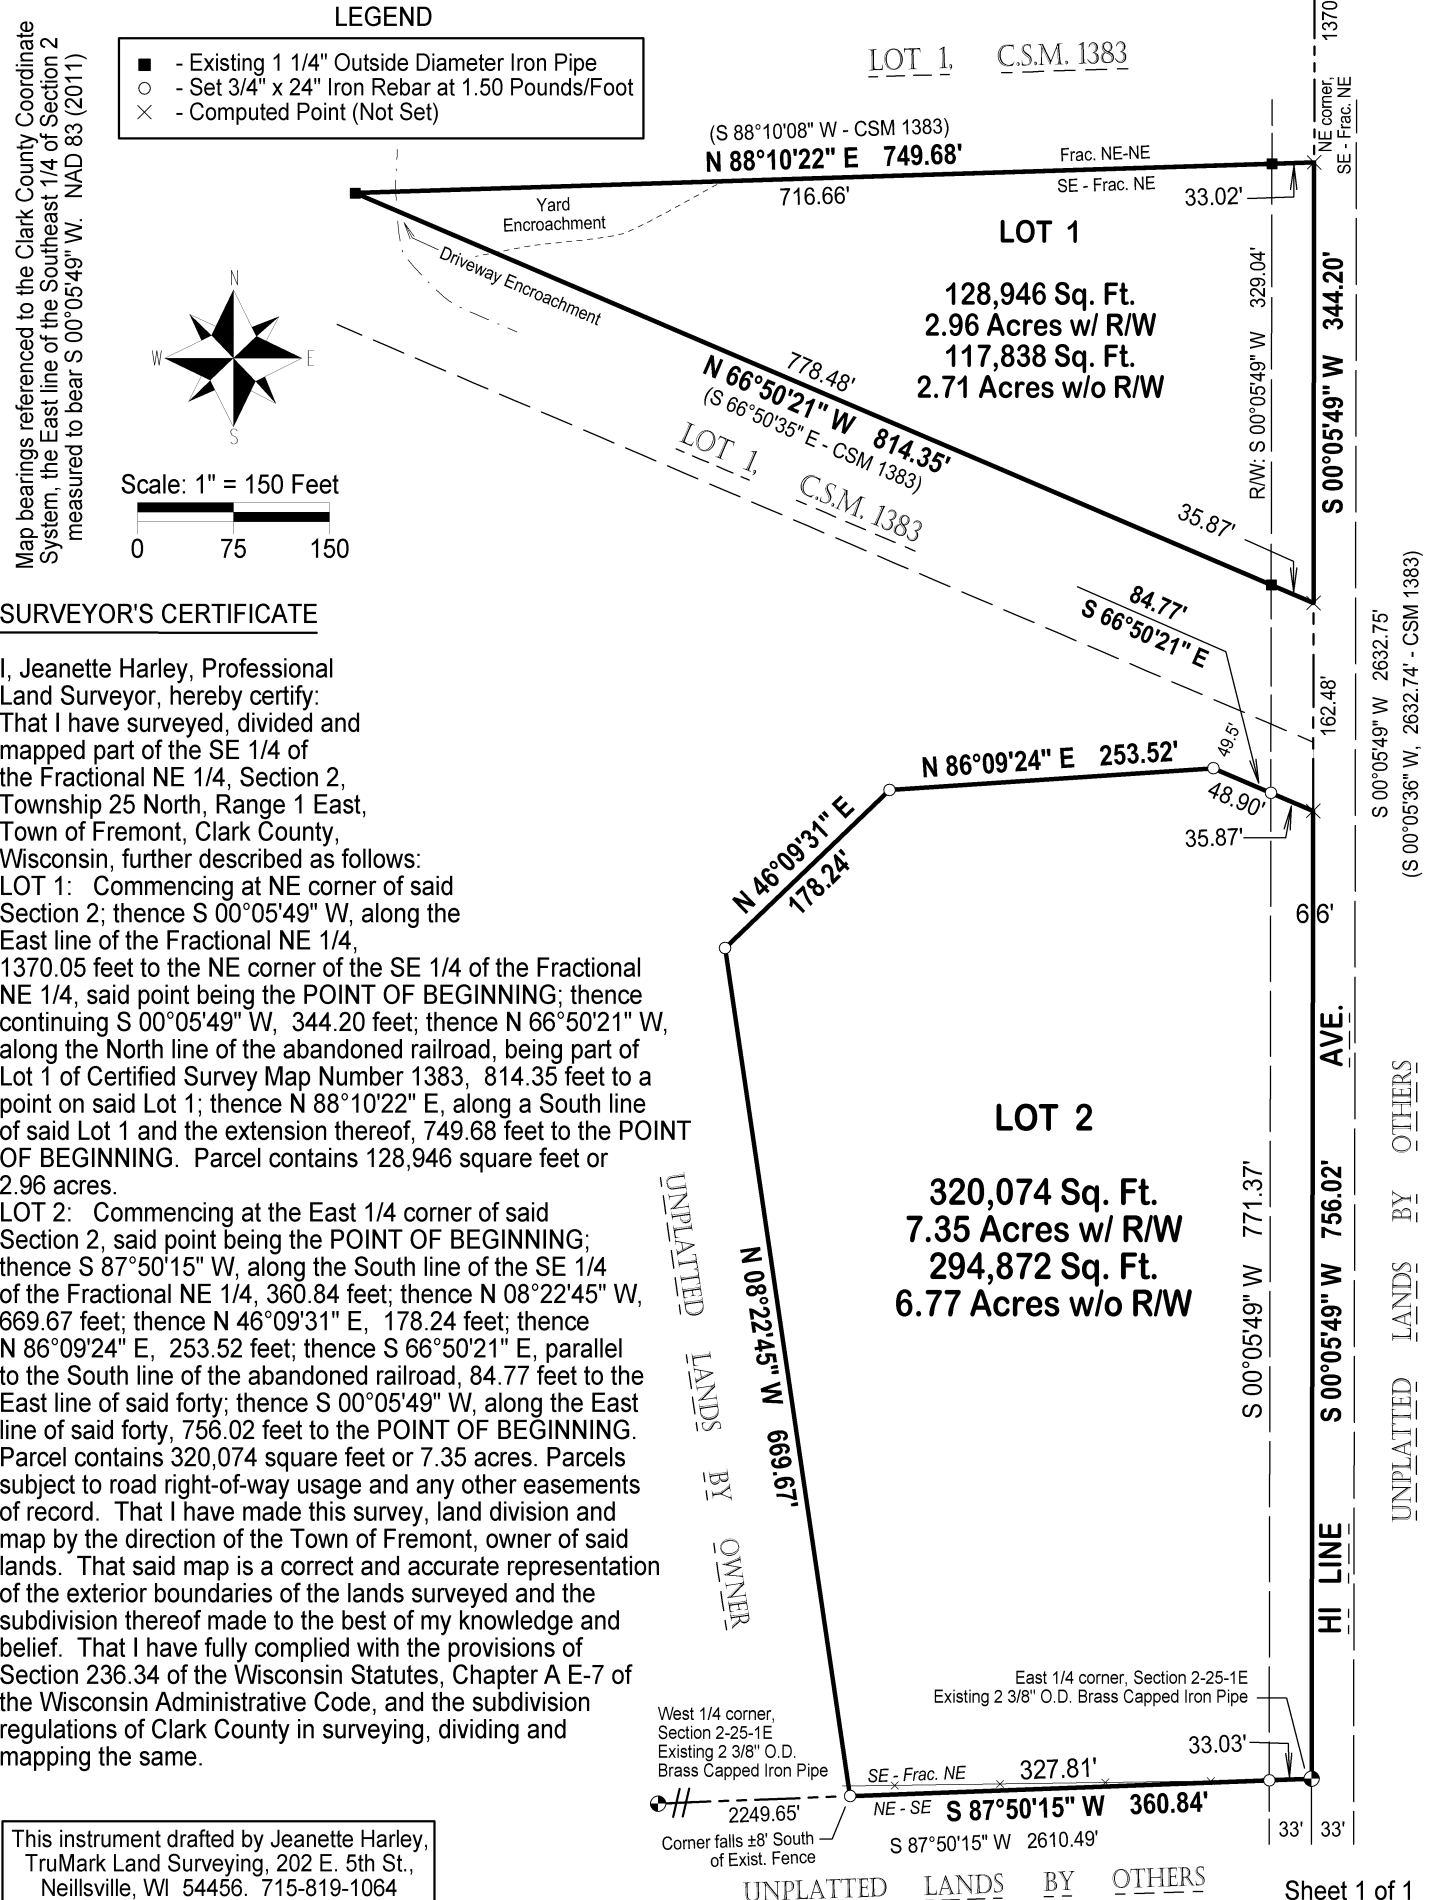 LEGEND
- Existing 1 1/4" Outside Diameter Iron Pipe
- Set 3/4" x 24" Iron Rebar at 1.50 Pounds/Foot
- Computed Point (Not Set)
Map bearings referenced to the Clark County Coordinate
System, the East line of the Southeast 1/4 of Section 2
measured to bear S 00°05'49" W. NAD 83 (2011)
N
W E
S
Scale: 1" = 150 Feet
0 75 150
LOT 1, C.S.M. 1383
(S 88°10'08" W - CSM 1383)
N 88°10'22" E 749.68'
716.66'
Frac. NE-NE
SE - Frac. NE
33.02'
1370
NE corner,
SE - Frac. NE
Yard
Encroachment
Driveway Encroachment
LOT 1
128,946 Sq. Ft.
2.96 Acres w/ R/W
117,838 Sq. Ft.
2.71 Acres w/o R/W
R/W: S 00°05'49" W 329.04'
S 00°05'49" W 344.20'
778.48'
N 66°50'21" W 814.35'
(S 66°50'35" E - CSM 1383)
LOT 1, C.S.M. 1383
35.87'
84.77'
S 66°50'21" E
162.48'
S 00°05'49" W 2632.75'
(S 00°05'36" W, 2632.74' - CSM 1383)
SURVEYOR'S CERTIFICATE
I, Jeanette Harley, Professional
Land Surveyor, hereby certify:
That I have surveyed, divided and
mapped part of the SE 1/4 of
the Fractional NE 1/4, Section 2,
Township 25 North, Range 1 East,
Town of Fremont, Clark County,
Wisconsin, further described as follows:
LOT 1: Commencing at NE corner of said
Section 2; thence S 00°05'49" W, along the
East line of the Fractional NE 1/4,
1370.05 feet to the NE corner of the SE 1/4 of the Fractional
NE 1/4, said point being the POINT OF BEGINNING; thence
continuing S 00°05'49" W, 344.20 feet; thence N 66°50'21" W,
along the North line of the abandoned railroad, being part of
Lot 1 of Certified Survey Map Number 1383, 814.35 feet to a
point on said Lot 1; thence N 88°10'22" E, along a South line
of said Lot 1 and the extension thereof, 749.68 feet to the POINT
OF BEGINNING. Parcel contains 128,946 square feet or
2.96 acres.
LOT 2: Commencing at the East 1/4 corner of said
Section 2, said point being the POINT OF BEGINNING;
thence S 87°50'15" W, along the South line of the SE 1/4
of the Fractional NE 1/4, 360.84 feet; thence N 08°22'45" W,
669.67 feet; thence N 46°09'31" E, 178.24 feet; thence
N 86°09'24" E, 253.52 feet; thence S 66°50'21" E, parallel
to the South line of the abandoned railroad, 84.77 feet to the
East line of said forty; thence S 00°05'49" W, along the East
line of said forty, 756.02 feet to the POINT OF BEGINNING.
Parcel contains 320,074 square feet or 7.35 acres. Parcels
subject to road right-of-way usage and any other easements
of record. That I have made this survey, land division and
map by the direction of the Town of Fremont, owner of said
lands. That said map is a correct and accurate representation
of the exterior boundaries of the lands surveyed and the
subdivision thereof made to the best of my knowledge and
belief. That I have fully complied with the provisions of
Section 236.34 of the Wisconsin Statutes, Chapter A E-7 of
the Wisconsin Administrative Code, and the subdivision
regulations of Clark County in surveying, dividing and
mapping the same.
N 86°09'24" E 253.52'
49.5'
48.90'
35.87'
N 46°09'31" E
178.24'
66'
LOT 2
320,074 Sq. Ft.
7.35 Acres w/ R/W
294,872 Sq. Ft.
6.77 Acres w/o R/W
N 08°22'45" W 669.67'
UNPLATTED LANDS BY OWNER
S 00°05'49" W 771.37'
S 00°05'49" W 756.02'
HI LINE AVE.
UNPLATTED LANDS BY OTHERS
East 1/4 corner, Section 2-25-1E
Existing 2 3/8" O.D. Brass Capped Iron Pipe
West 1/4 corner,
Section 2-25-1E
Existing 2 3/8" O.D.
Brass Capped Iron Pipe
33.03'
SE - Frac. NE
327.81'
NE - SE
S 87°50'15" W 360.84'
2249.65'
S 87°50'15" W 2610.49'
33' 33'
Corner falls ±8' South
of Exist. Fence
UNPLATTED LANDS BY OTHERS
This instrument drafted by Jeanette Harley,
TruMark Land Surveying, 202 E. 5th St.,
Neillsville, WI 54456. 715-819-1064
Sheet 1 of 1